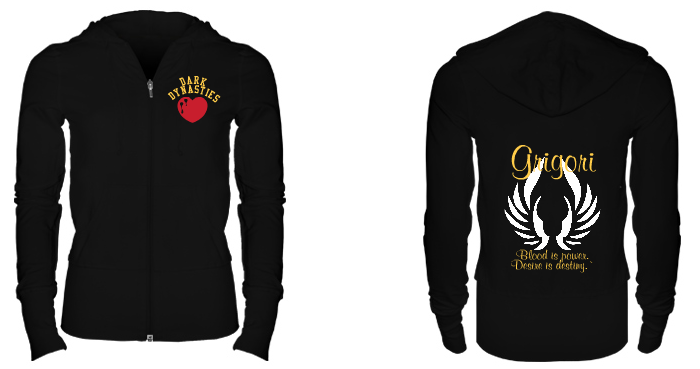 DARK
DYNASTIES
Grigori
Blood is power.
Desire is destiny.`